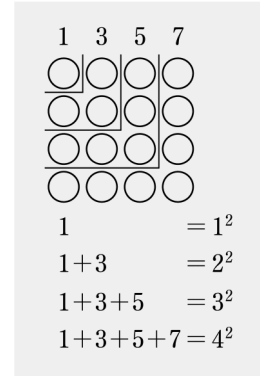 1 3 5 7
1 = 1²
1+3 = 2²
1+3+5 = 3²
1+3+5+7 = 4²